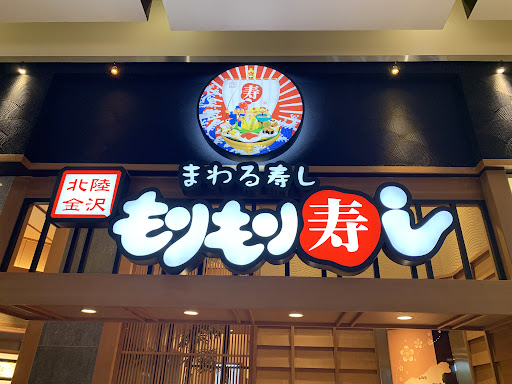 寿
まわる寿し
北陸
金沢
もりもり寿し